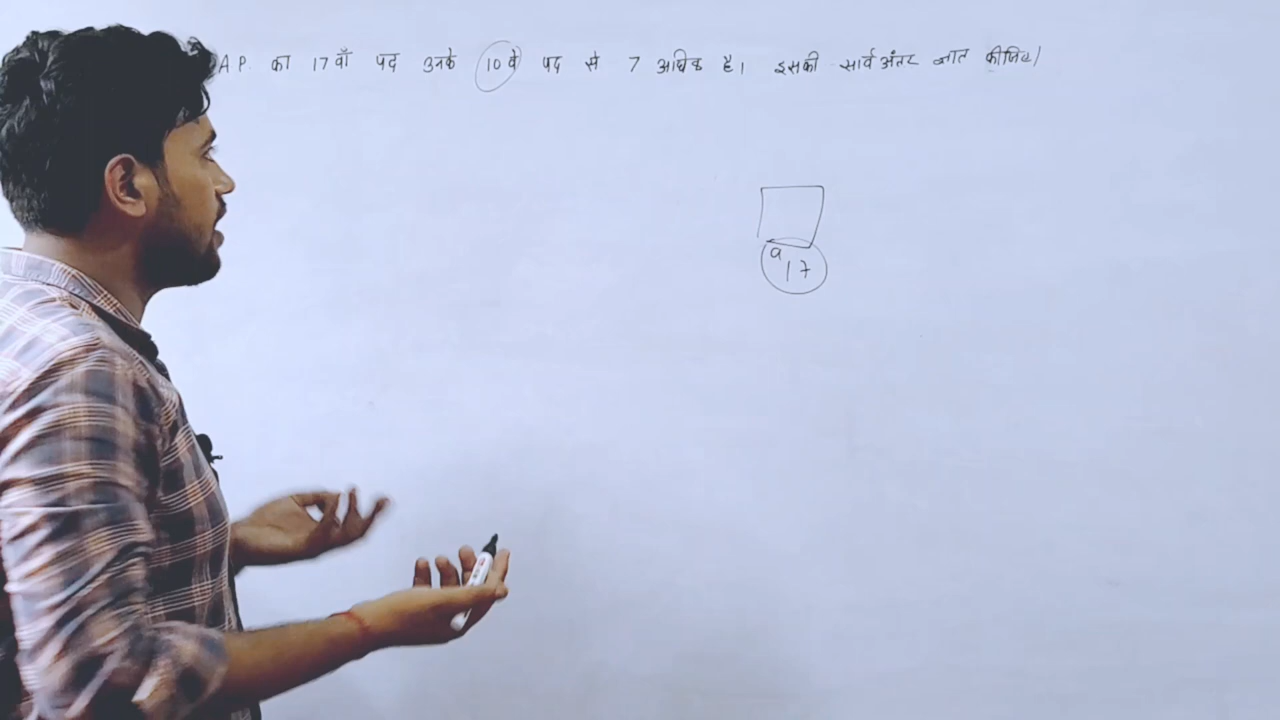 A P. का 17 वाँ पद उनके 10 वे पद से 7 अधिक है। इसकी सार्व अंतर ज्ञात कीजिए।
a 17